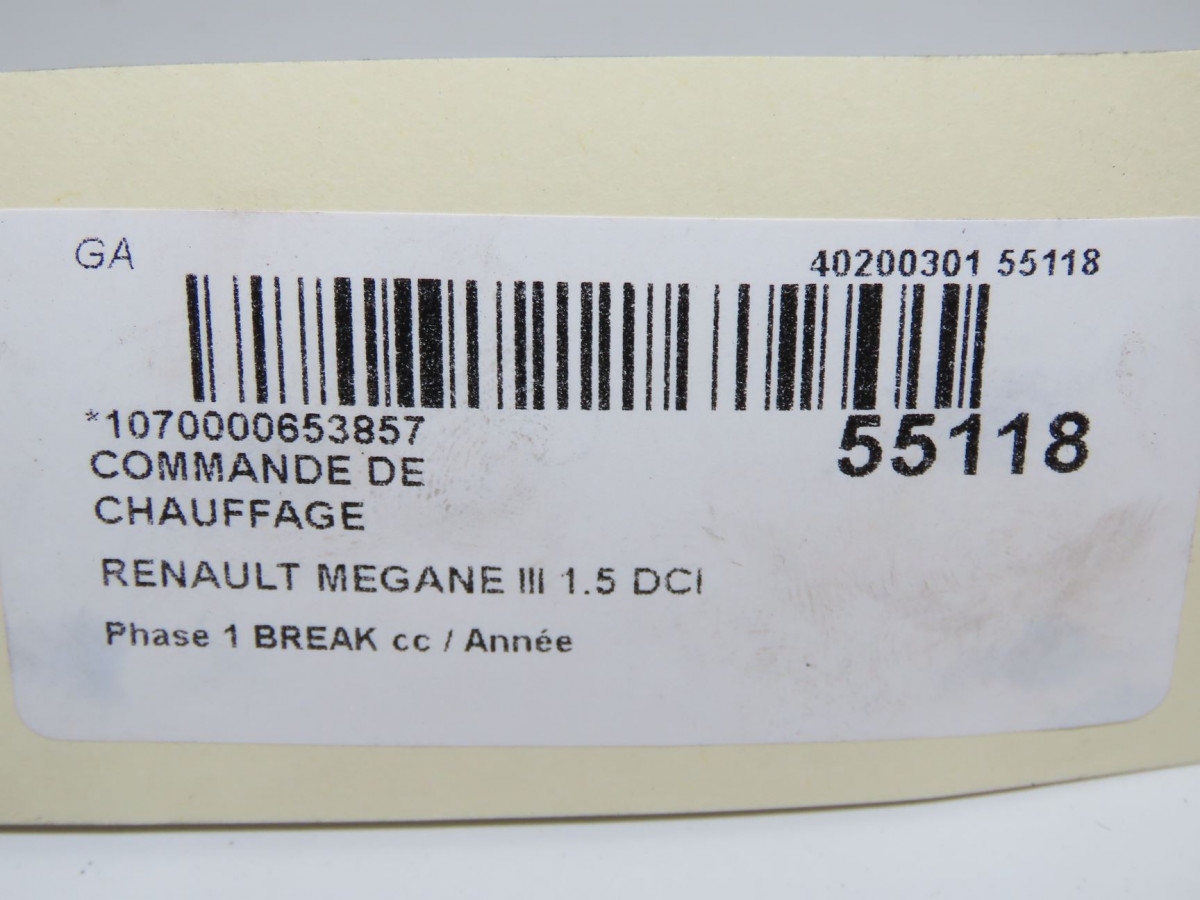 GA
40200301 55118
*1070000653857
55118
COMMANDE DE
CHAUFFAGE
RENAULT MEGANE III 1.5 DCI
Phase 1 BREAK cc / Année